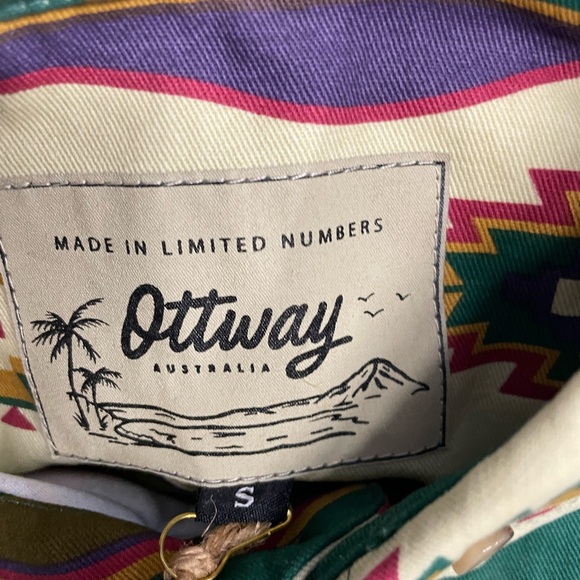 MADE IN LIMITED NUMBERS
Ottway
AUSTRALIA
S